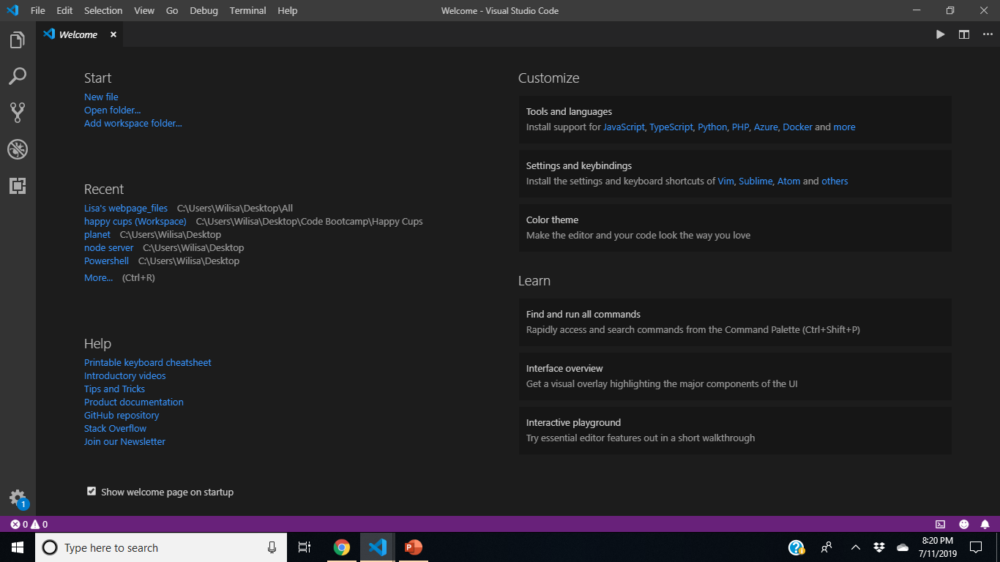 File Edit Selection View Go Debug Terminal Help
Welcome - Visual Studio Code
Welcome
Start
New file
Open folder...
Add workspace folder...
Recent
Lisa's webpage_files C:\Users\Wilisa\Desktop\All
happy cups (Workspace) C:\Users\Wilisa\Desktop\Code Bootcamp\Happy Cups
planet C:\Users\Wilisa\Desktop
node server C:\Users\Wilisa\Desktop
Powershell C:\Users\Wilisa\Desktop
More... (Ctrl+R)
Help
Printable keyboard cheatsheet
Introductory videos
Tips and Tricks
Product documentation
GitHub repository
Stack Overflow
Join our Newsletter
Show welcome page on startup
Customize
Tools and languages
Install support for JavaScript, TypeScript, Python, PHP, Azure, Docker and more
Settings and keybindings
Install the settings and keyboard shortcuts of Vim, Sublime, Atom and others
Color theme
Make the editor and your code look the way you love
Learn
Find and run all commands
Rapidly access and search commands from the Command Palette (Ctrl+Shift+P)
Interface overview
Get a visual overlay highlighting the major components of the UI
Interactive playground
Try essential editor features out in a short walkthrough
1
0 0
Type here to search
P
?
8:20 PM
7/11/2019